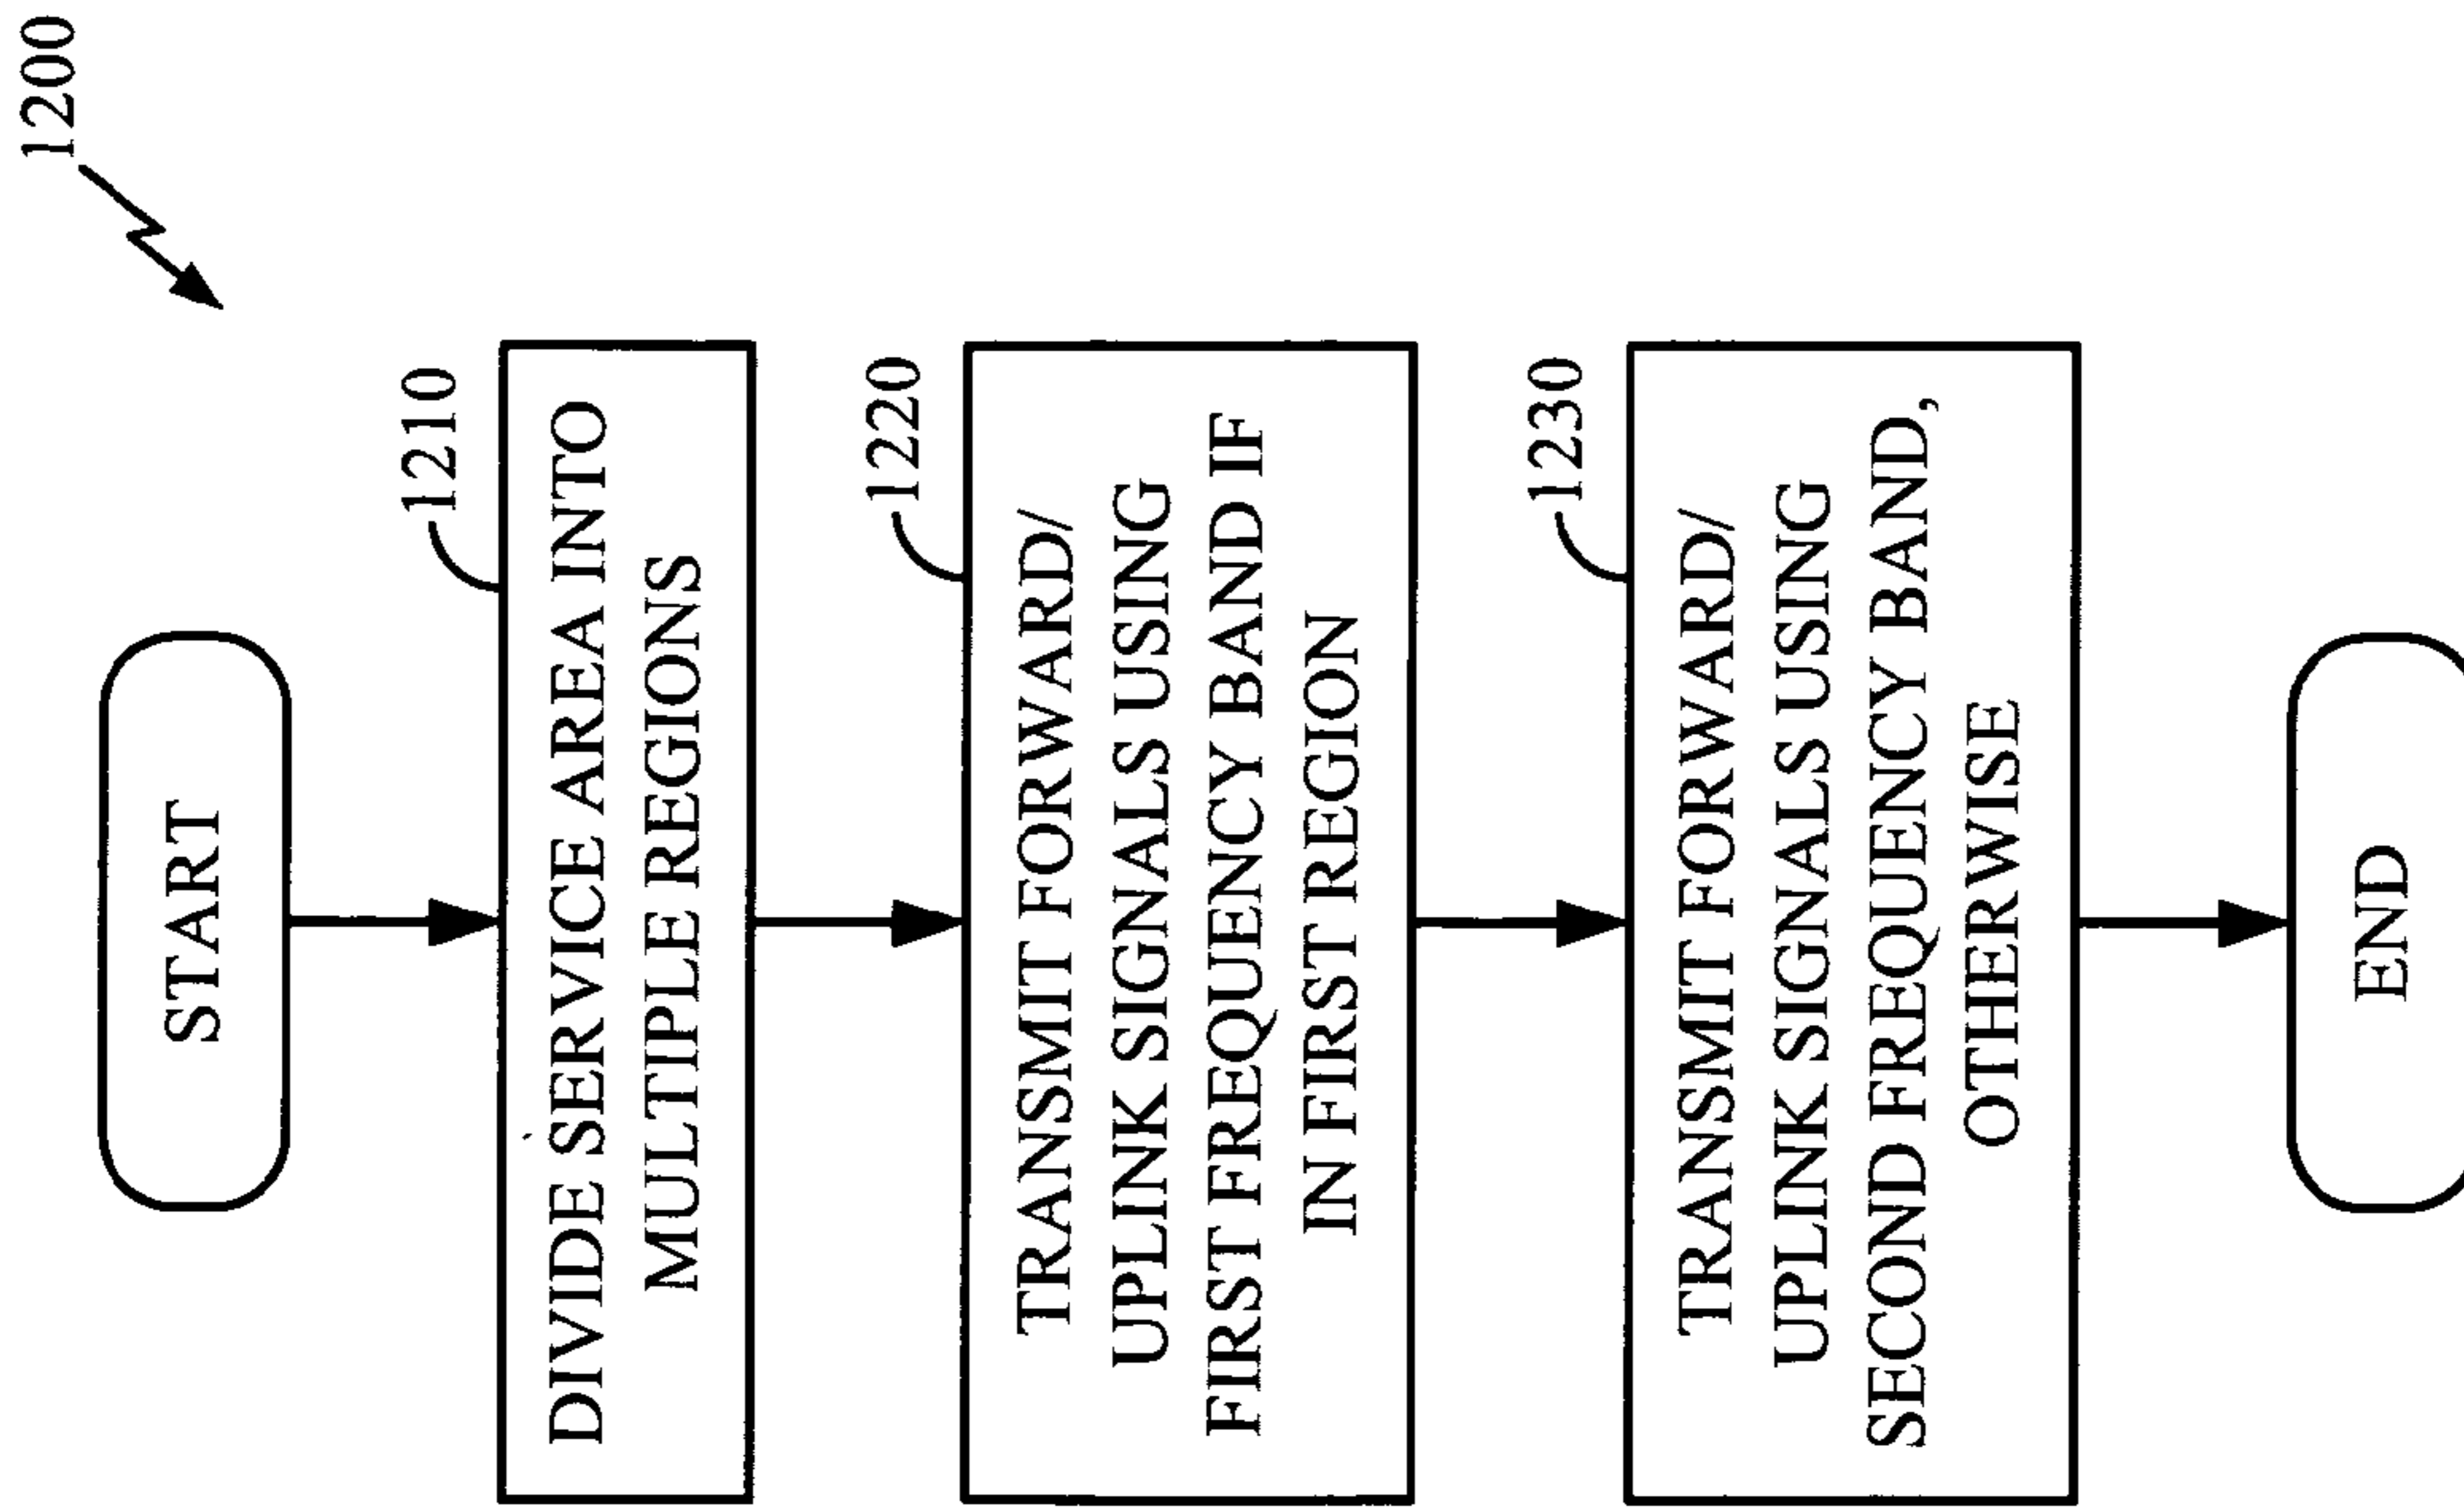 1200
START
1210
DIVIDE SERVICE AREA INTO
MULTIPLE REGIONS
1220
TRANSMIT FORWARD/
UPLINK SIGNALS USING
FIRST FREQUENCY BAND IF
IN FIRST REGION
1230
TRANSMIT FORWARD/
UPLINK SIGNALS USING
SECOND FREQUENCY BAND,
OTHERWISE
END